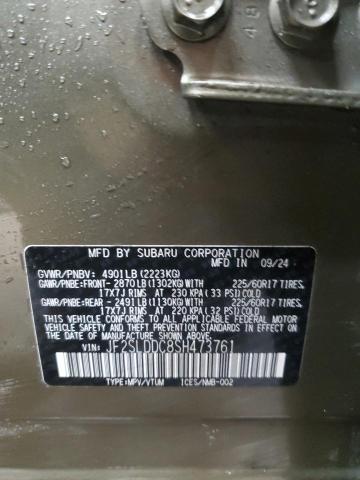 MFD. BY SUBARU CORPORATION
MFD IN 09/24
GVWR/PNBV: 4901LB(2223KG)
GAWR/PNBE:FRONT- 2870LB(1302KG)WITH 225/60R17 TIRES,
17X7J RIMS AT 230 KPA(33 PSI)COLD
GAWR/PNBE:REAR - 2491LB(1130KG)WITH 225/60R17 TIRES,
17X7J RIMS AT 220 KPA(32 PSI)COLD
THIS VEHICLE CONFORMS TO ALL APPLICABLE
FEDERAL MOTOR VEHICLE SAFETY, BUMPER, AND
THEFT PREVENTION STANDARDS IN EFFECT ON THE
DATE OF MANUFACTURE SHOWN ABOVE.
VIN: JF2SLDDC8SH473761
TYPE:MPV/VTUM ICES/NMB-002